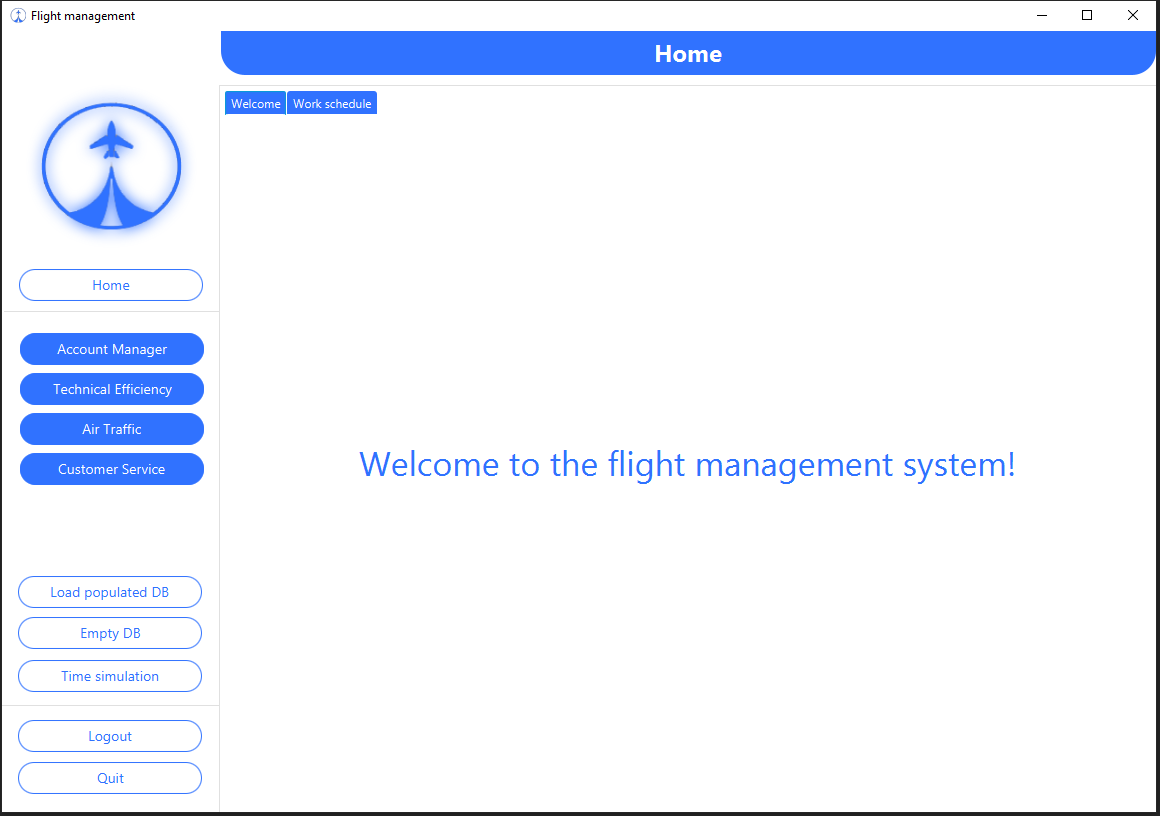 Flight management
Home
Welcome
Work schedule
Home
Account Manager
Technical Efficiency
Air Traffic
Customer Service
Welcome to the flight management system!
Load populated DB
Empty DB
Time simulation
Logout
Quit